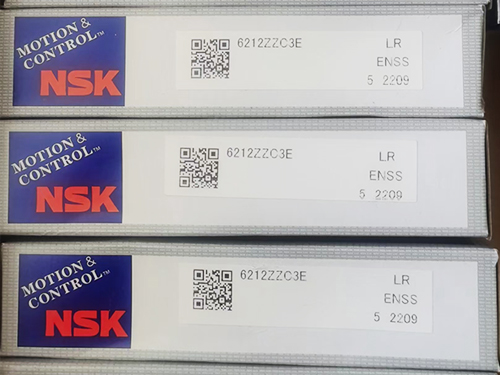 MOTION &
CONTROL™
NSK
6212ZZC3E
LR
ENSS
5 2209
MOTION &
CONTROL™
NSK
6212ZZC3E
LR
ENSS
5 2209
MOTION &
CONTROL™
NSK
6212ZZC3E
LR
ENSS
5 2209